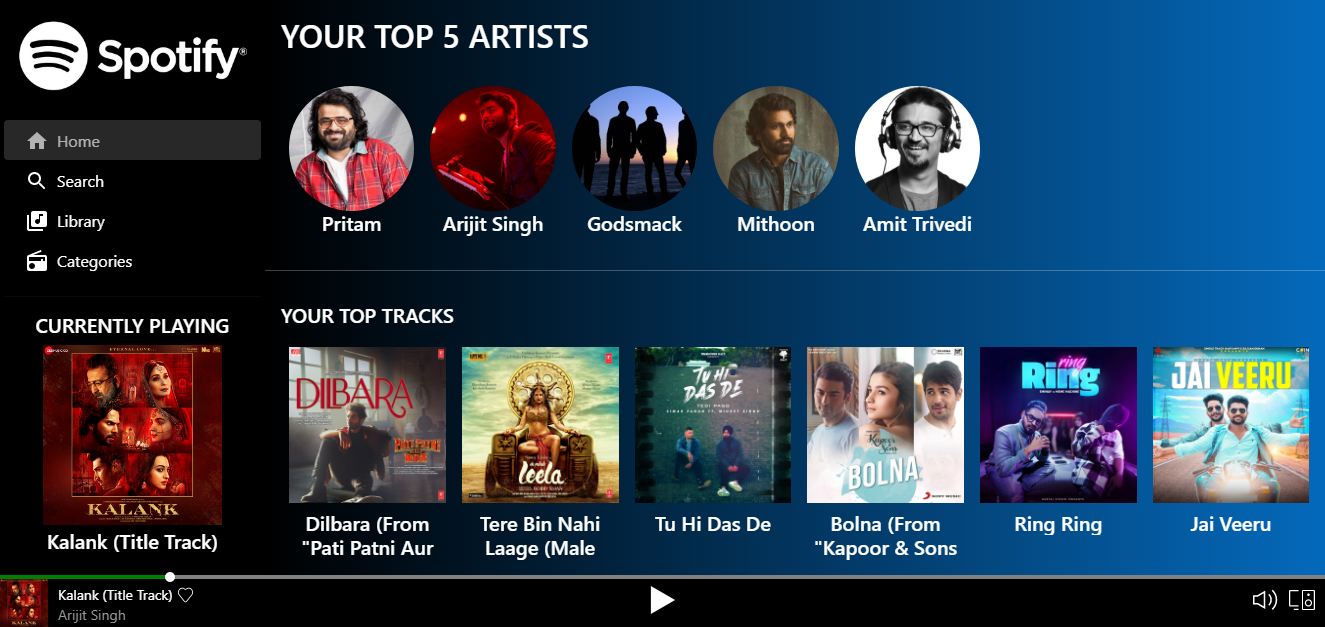 Spotify®
Home
Search
Library
Categories
CURRENTLY PLAYING
KALANK
Kalank (Title Track)
YOUR TOP 5 ARTISTS
Pritam
Arijit Singh
Godsmack
Mithoon
Amit Trivedi
YOUR TOP TRACKS
DILBARA
Dilbara (From
"Pati Patni Aur
leela
Tere Bin Nahi
Laage (Male
TU HI
DAS DE
Tu Hi Das De
Kapoor
& Sons
BOLNA
Bolna (From
"Kapoor & Sons
ring
Ring
Ring Ring
JAI VEERU
Jai Veeru
Kalank (Title Track)
Arijit Singh